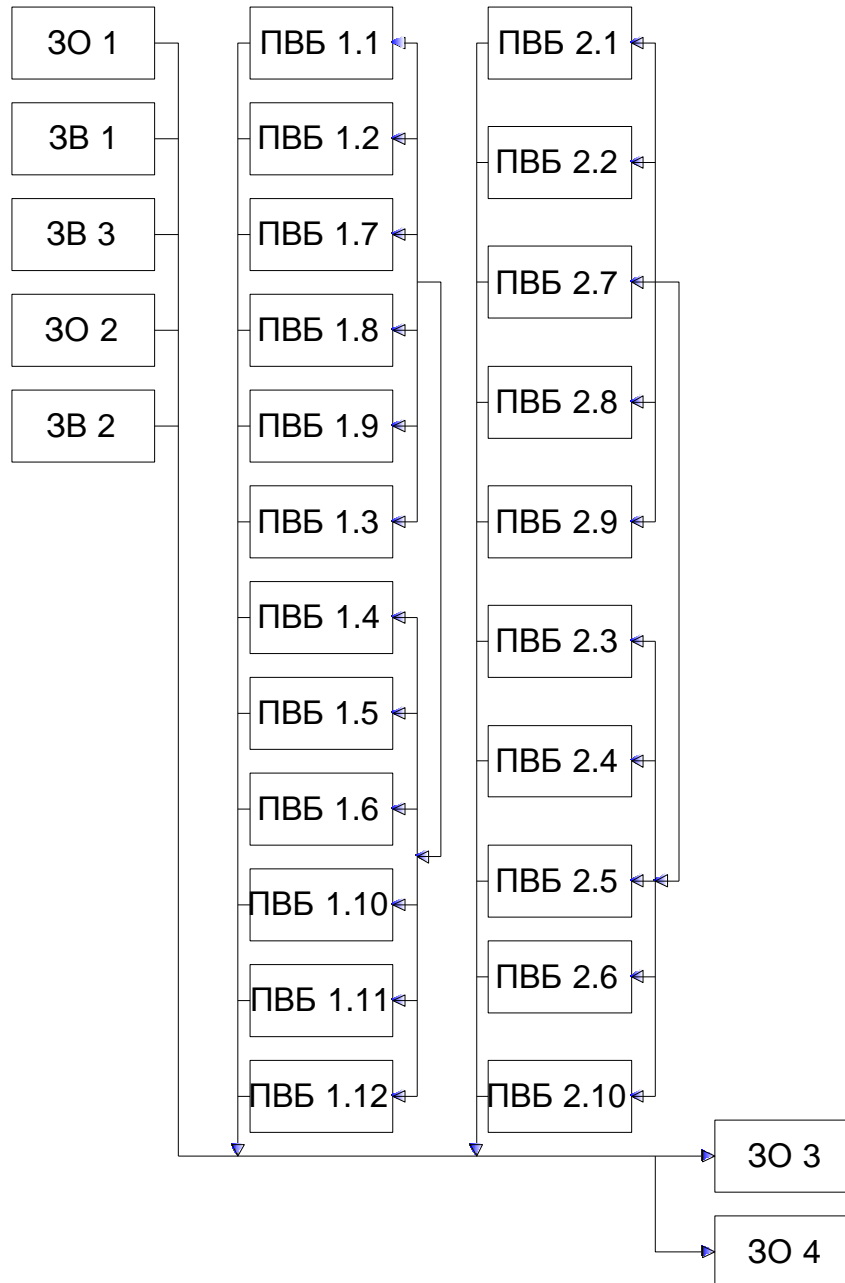 ЗО 1
ЗВ 1
ЗВ 3
ЗО 2
ЗВ 2
ПВБ 1.1
ПВБ 1.2
ПВБ 1.7
ПВБ 1.8
ПВБ 1.9
ПВБ 1.3
ПВБ 1.4
ПВБ 1.5
ПВБ 1.6
ПВБ 1.10
ПВБ 1.11
ПВБ 1.12
ПВБ 2.1
ПВБ 2.2
ПВБ 2.7
ПВБ 2.8
ПВБ 2.9
ПВБ 2.3
ПВБ 2.4
ПВБ 2.5
ПВБ 2.6
ПВБ 2.10
ЗО 3
ЗО 4